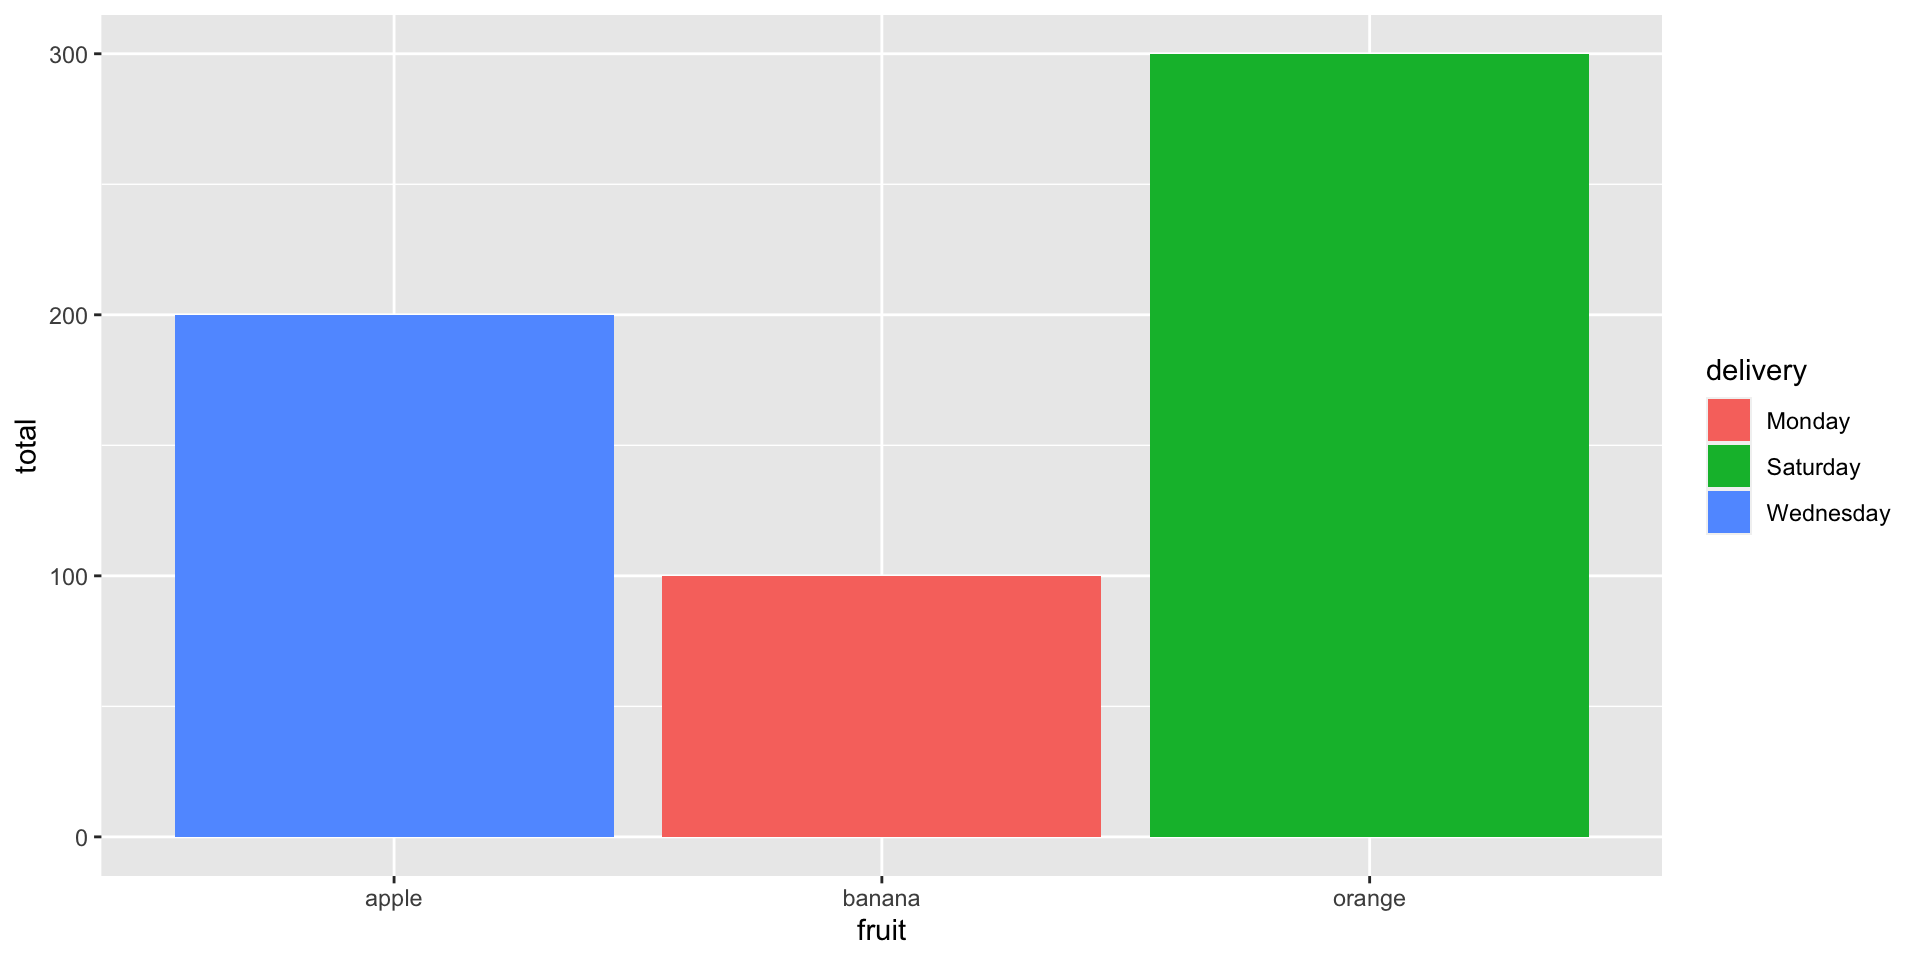 300
200
100
0
total
apple
banana
orange
fruit
delivery
Monday
Saturday
Wednesday